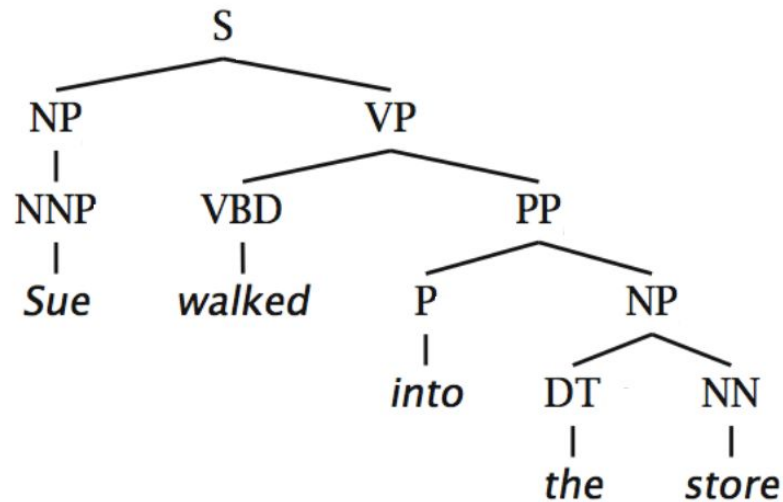 S
NP VP
NNP VBD PP
Sue walked P NP
into DT NN
the store